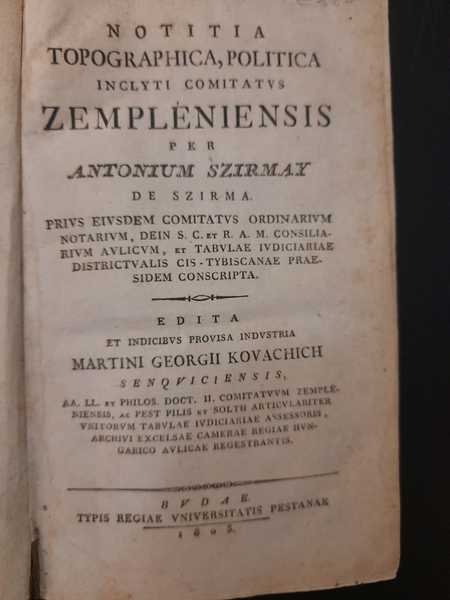 NOTITIA
TOPOGRAPHICA, POLITICA
INCLYTI COMITATVS
ZEMPLÉNIENSIS
PER
ANTONIUM SZIRMAY
DE SZIRMA.
PRIVS EIVSDEM COMITATVS ORDINARIVM
NOTARIVM, DEIN S. C. ET R. A. M. CONSILIA-
RIVM AVLICVM, ET TABVLAE IVDICIARIAE
DISTRICTVALIS CIS-TYBISCANAE PRAE-
SIDEM CONSCRIPTA.
EDITA
ET INDICIBVS PROVISA INDVSTRIA
MARTINI GEORGII KOVACHICH
SENQVICIENSIS,
AA. LL. ET PHILOS. DOCT. II. COMITATVVM ZEMPLÉ-
NIENSIS, AC PEST PILIS ET SOLTH ARTICVLARITER
VNITORVM TABVLAE IVDICIARIAE ASSESSORIS,
ARCHIVI EXCELSAE CAMERAE REGIAE HVN-
GARICO AVLICAE REGESTRANTIS.
BVDAE
TYPIS REGIAE VNIVERSITATIS PESTANAE